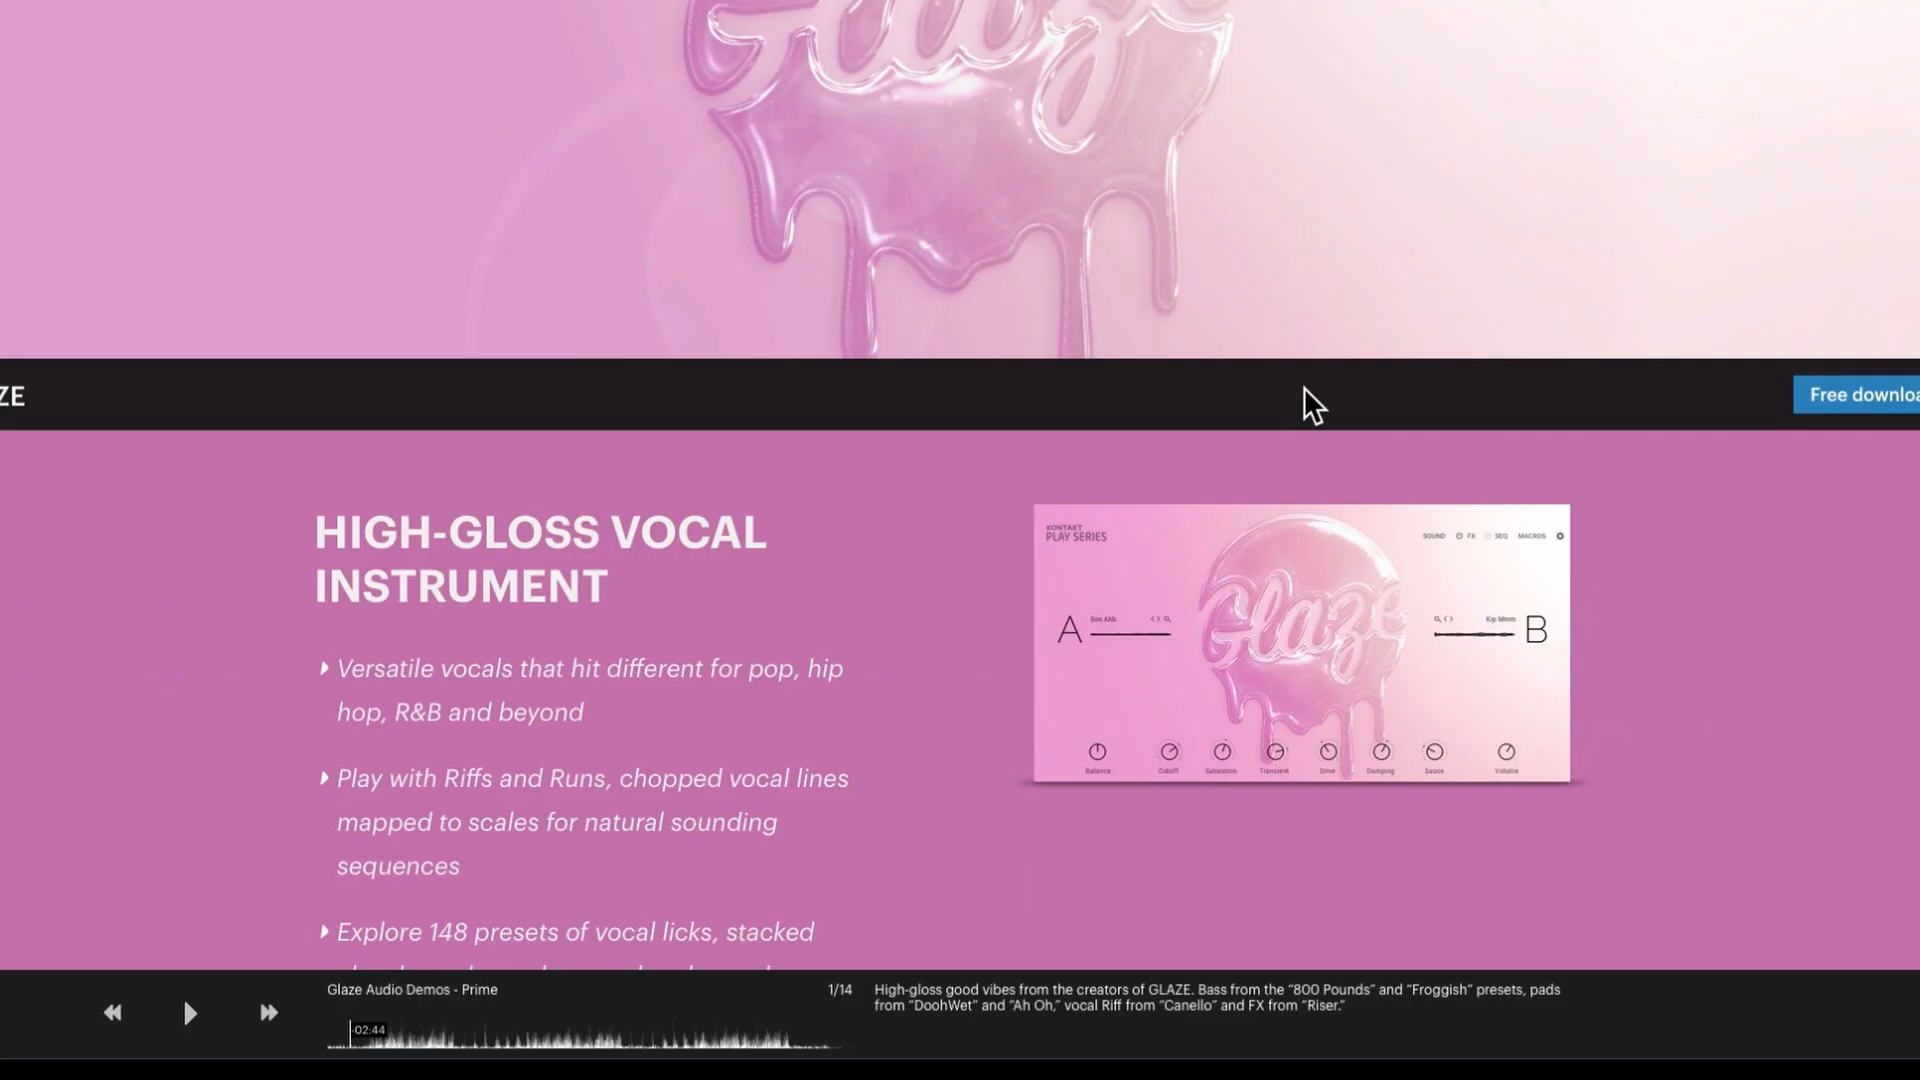 Glaze
ZE
Free downloa
HIGH-GLOSS VOCAL
INSTRUMENT
Versatile vocals that hit different for pop, hip
hop, R&B and beyond
Play with Riffs and Runs, chopped vocal lines
mapped to scales for natural sounding
sequences
Explore 148 presets of vocal licks, stacked
KONTAKT
PLAY SERIES
SOUND FX SEQ MACROS
Glaze
A Soo Ahh
Kip Mmm B
Balance Cutoff Saturation Transient Drive Damping Sauce Volume
Glaze Audio Demos - Prime 1/14
-02:44
High-gloss good vibes from the creators of GLAZE. Bass from the “800 Pounds” and “Froggish” presets, pads
from “DoohWet” and “Ah Oh,” vocal Riff from “Canello” and FX from “Riser.”